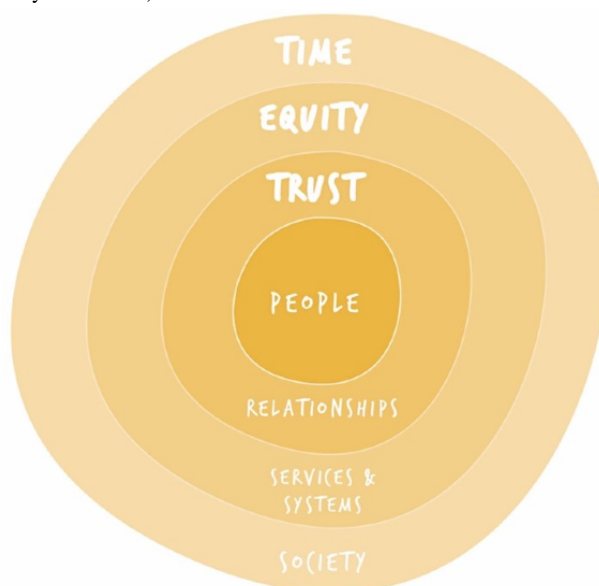 TIME
EQUITY
TRUST
PEOPLE
RELATIONSHIPS
SERVICES &
SYSTEMS
SOCIETY